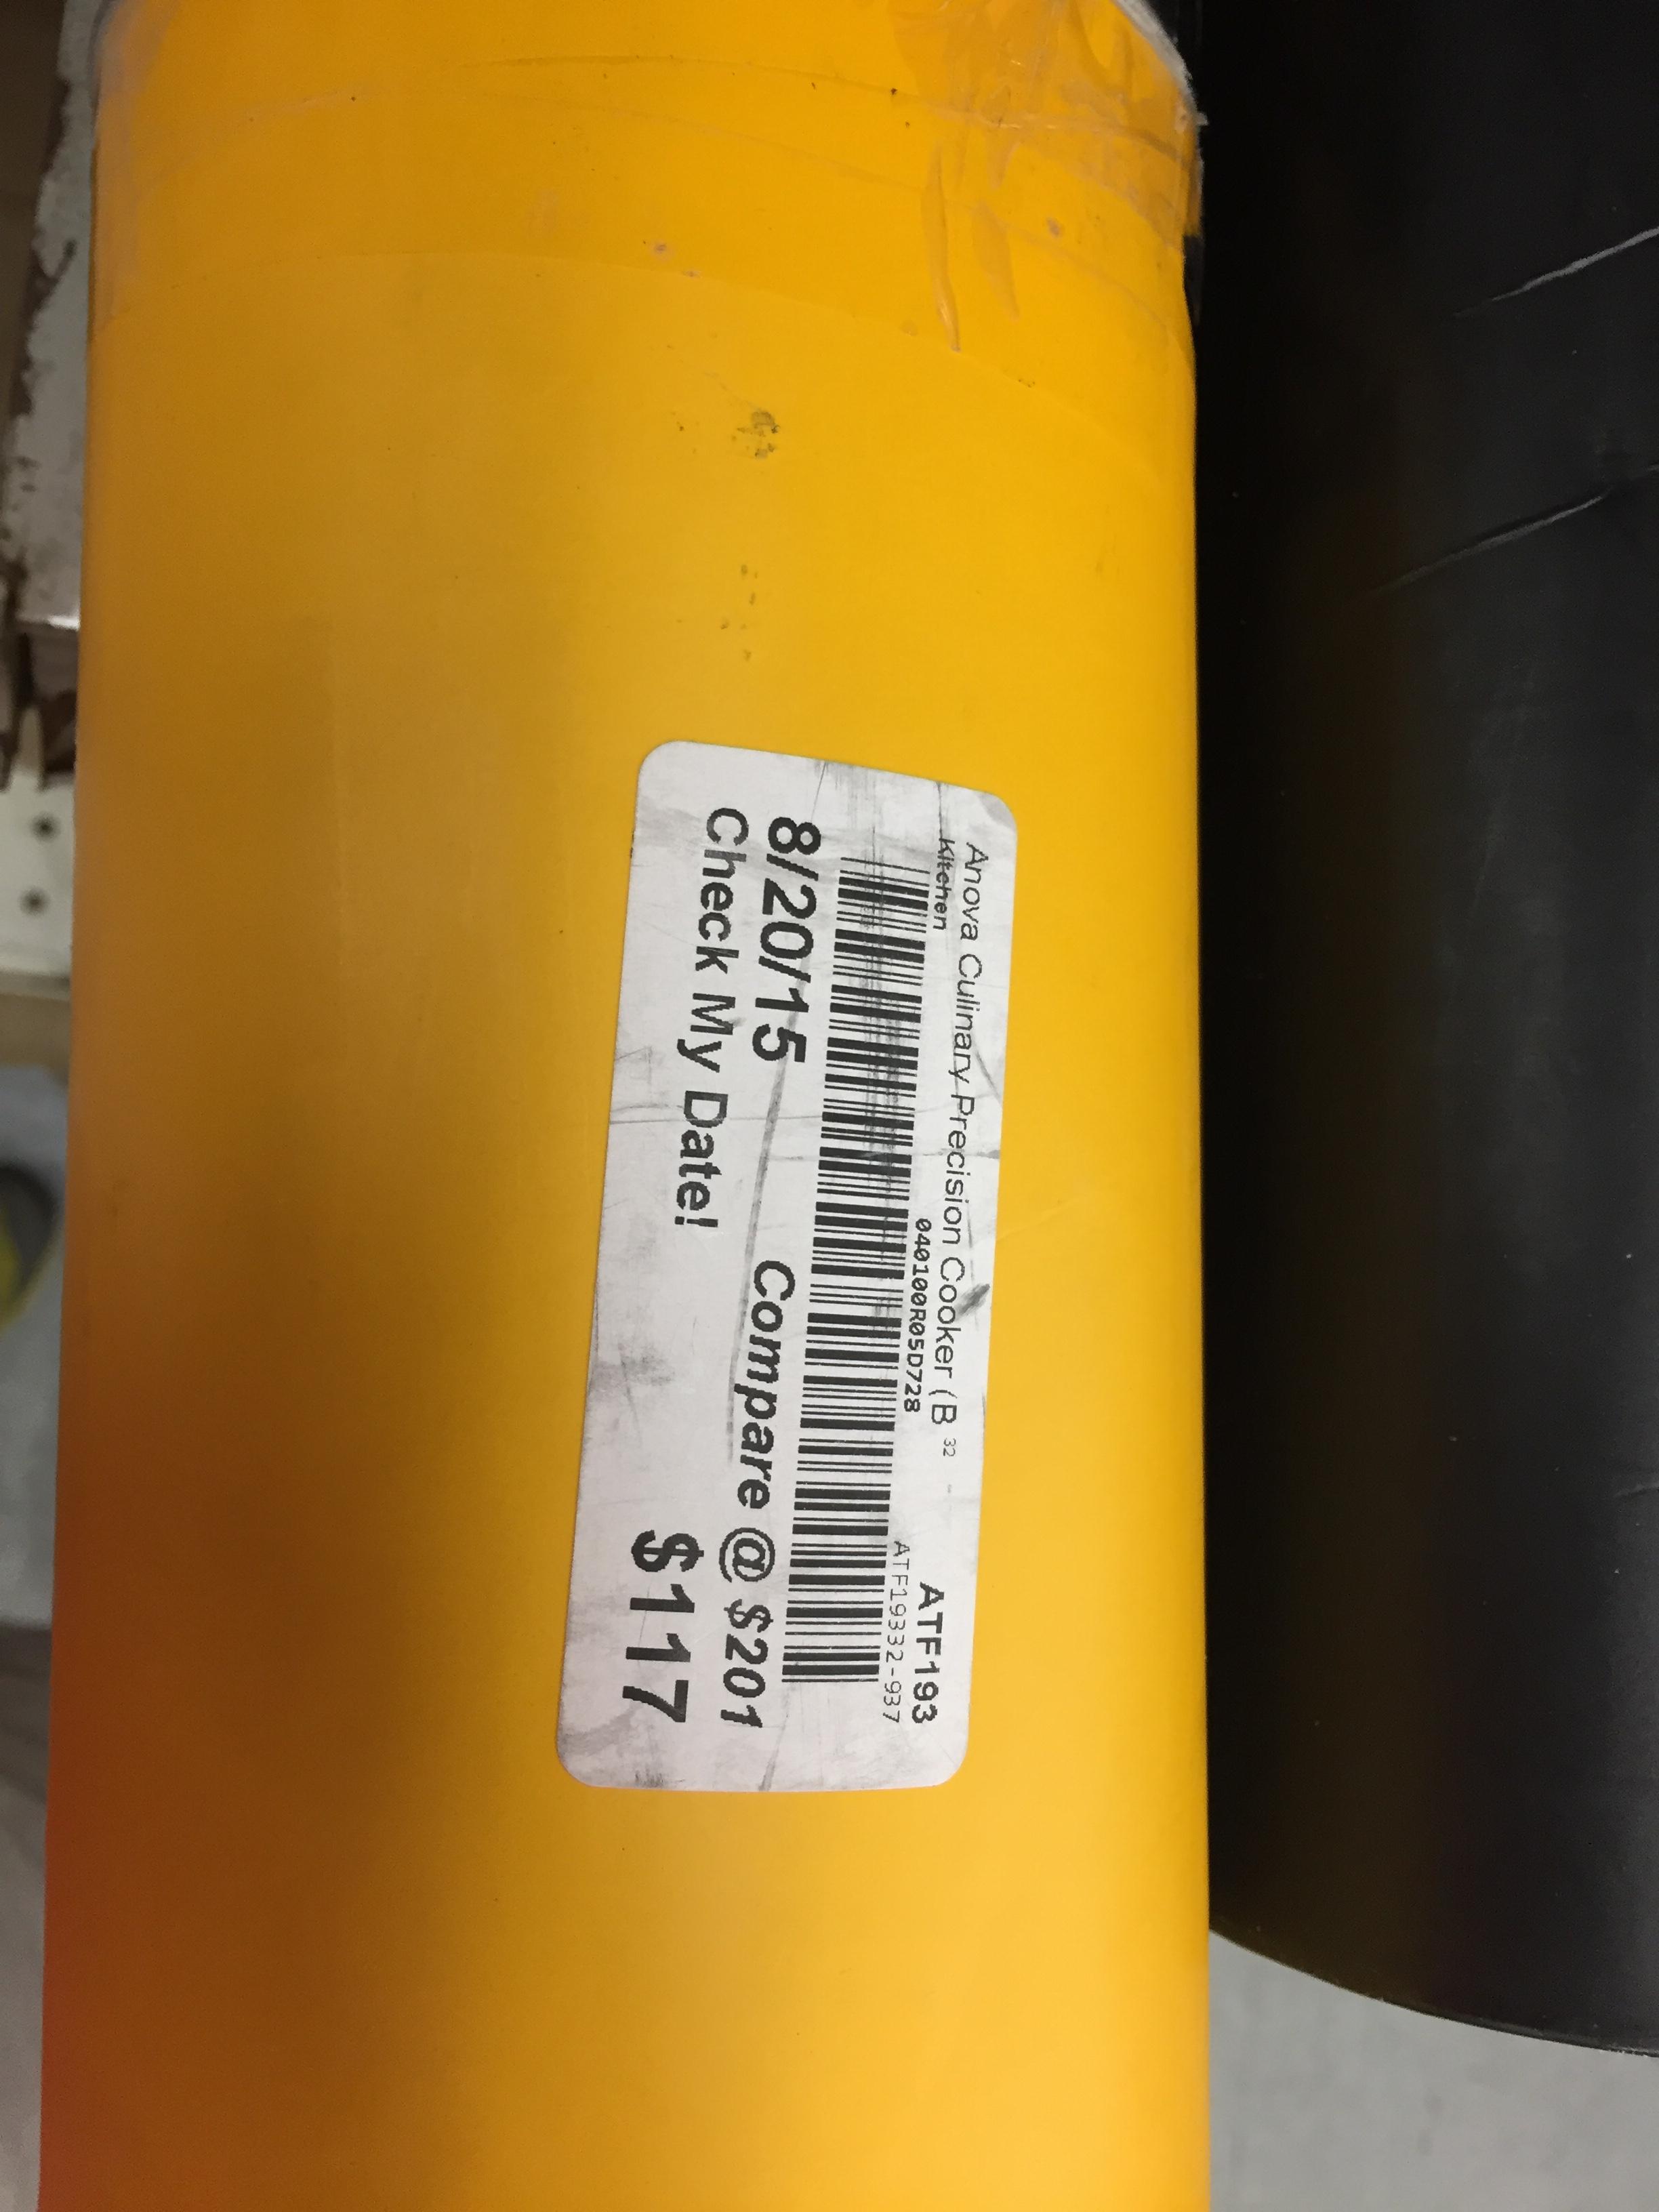 Anova Culinary Precision Cooker (B 32 - ATF193
Kitchen 040100R05D728 ATF19332-937
8/20/15 Compare @ $201
Check My Date! $117